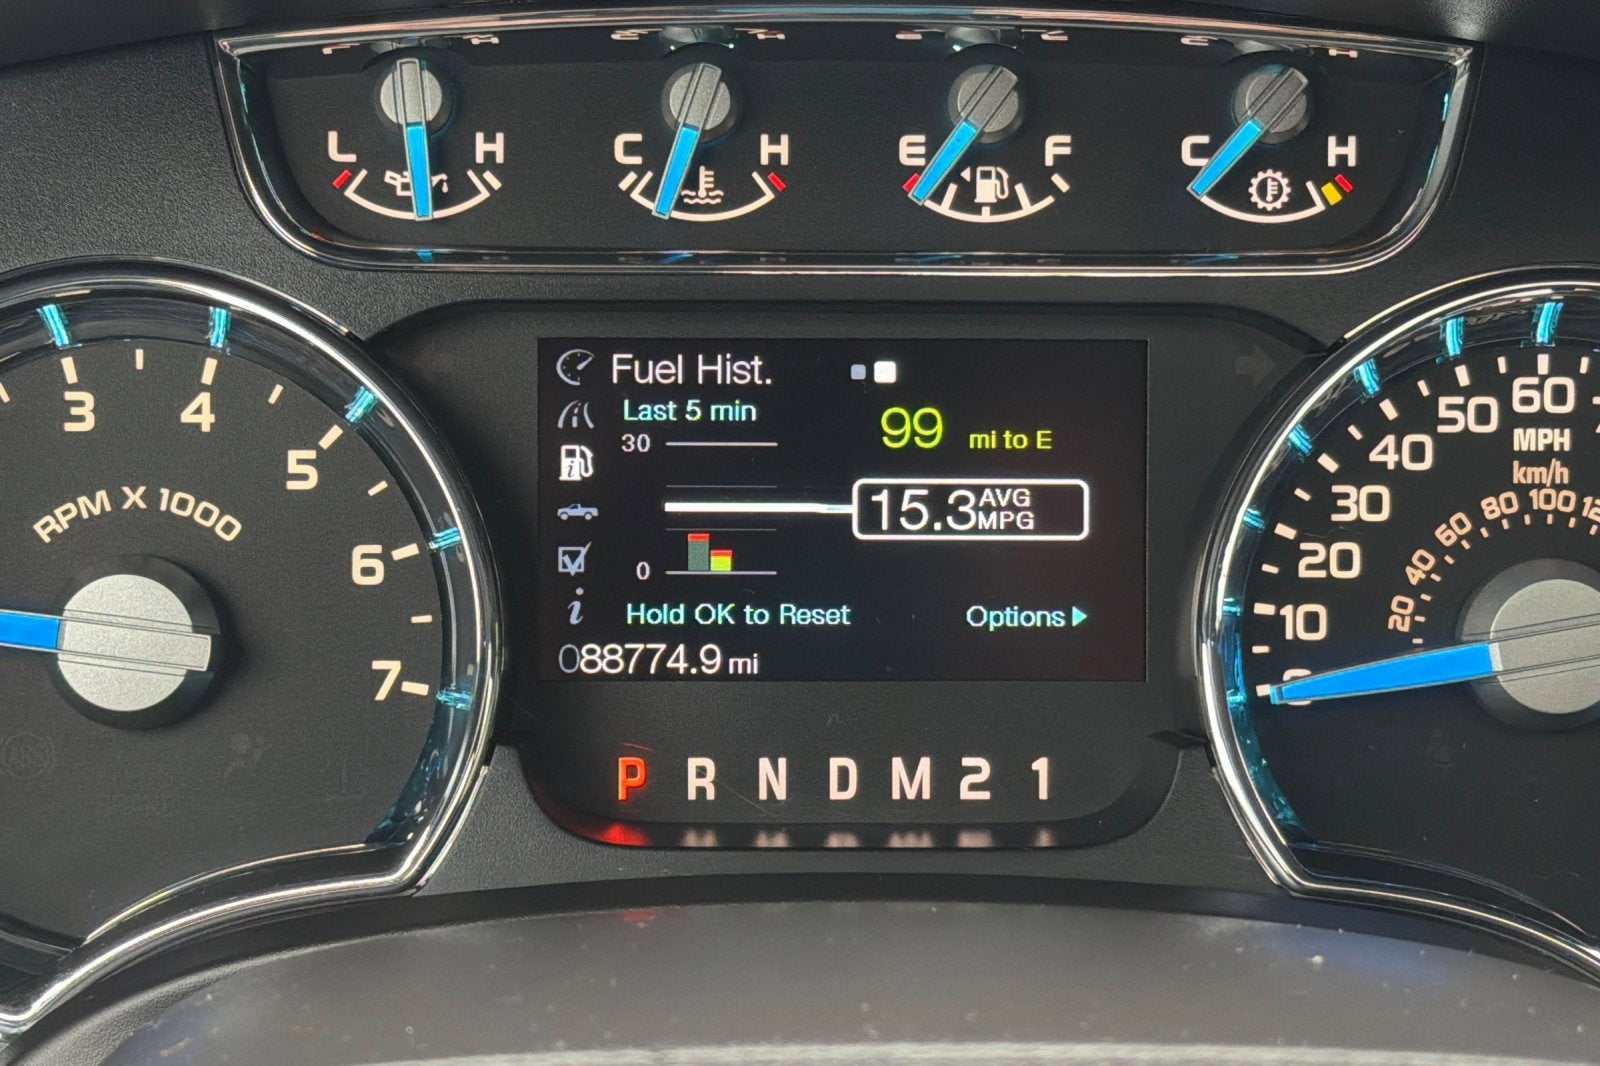 L H C H E F C H
Fuel Hist.
Last 5 min
30
99 mi to E
15.3 AVG MPG
0
Hold OK to Reset Options
088774.9 mi
P R N D M 2 1
3 4 5 6 7
RPM X 1000
0 10 20 30 40 50 60
MPH
km/h
20 40 60 80 100